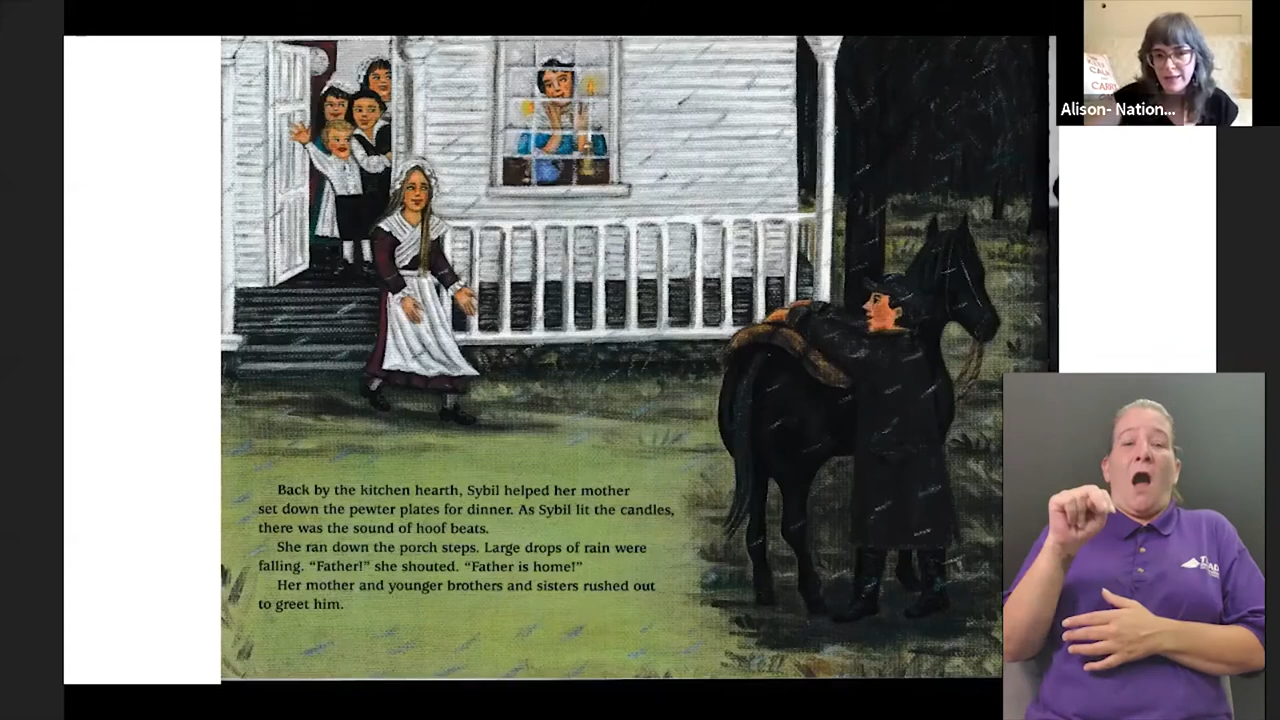 KEEP
CALM
CARRY
Alison- Nation...
Back by the kitchen hearth, Sybil helped her mother
set down the pewter plates for dinner. As Sybil lit the candles,
there was the sound of hoof beats.
She ran down the porch steps. Large drops of rain were
falling. “Father!” she shouted. “Father is home!”
Her mother and younger brothers and sisters rushed out
to greet him.